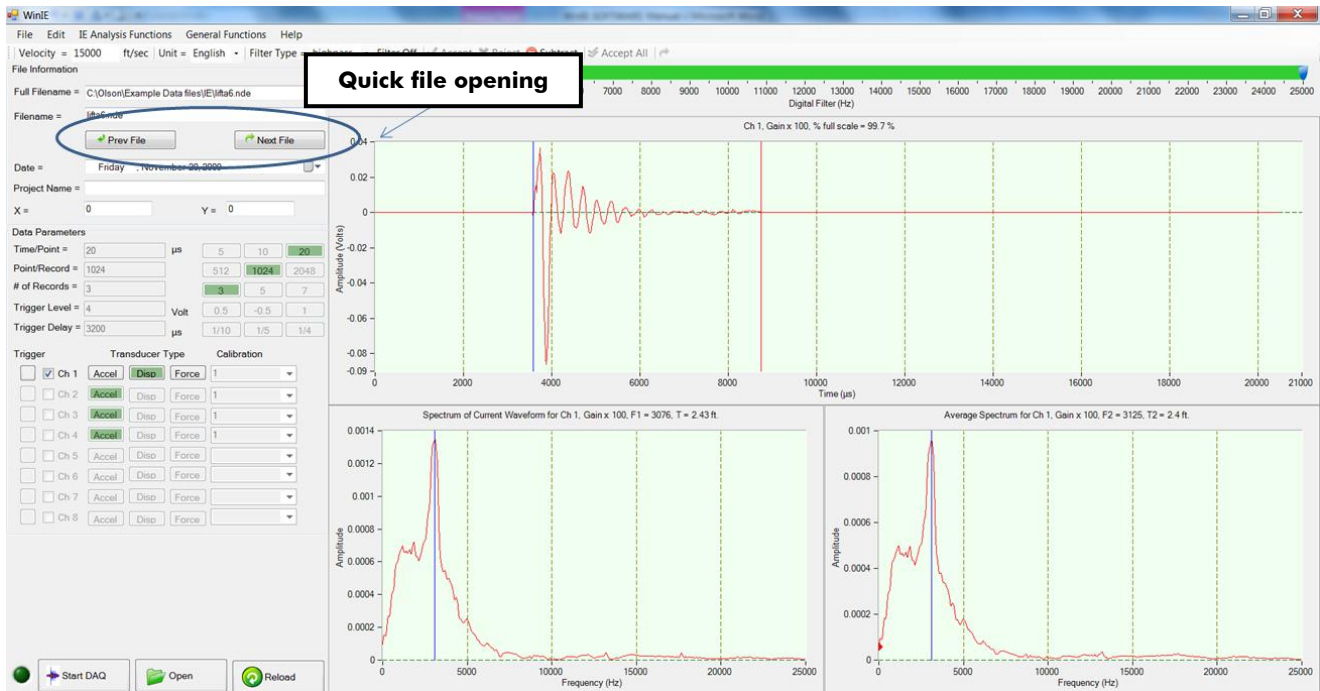 WinIE
File Edit IE Analysis Functions General Functions Help
Velocity = 15000 ft/sec Unit = English Filter Type = Filter Off Accept Reject Subtract Accept All
File Information
Full Filename = C:\Olson\Example Data files\IE\lifta6.nde
Filename = lifta6.nde
Prev File Next File
Date = Friday , November 20, 2009
Project Name =
X = 0 Y = 0
Data Parameters
Time/Point = 20 µs 5 10 20
Point/Record = 1024 512 1024 2048
# of Records = 3 3 5 7
Trigger Level = 4 Volt 0.5 -0.5 1
Trigger Delay = 3200 µs 1/10 1/5 1/4
Trigger Transducer Type Calibration
Ch 1 Accel Disp Force 1
Ch 2 Accel Disp Force 1
Ch 3 Accel Disp Force 1
Ch 4 Accel Disp Force 1
Ch 5 Accel Disp Force
Ch 6 Accel Disp Force
Ch 7 Accel Disp Force
Ch 8 Accel Disp Force
Start DAQ Open Reload
Quick file opening
7000 8000 9000 10000 11000 12000 13000 14000 15000 16000 17000 18000 19000 20000 21000 22000 23000 24000 25000
Digital Filter (Hz)
Ch 1, Gain x 100, % full scale = 99.7 %
0.04
0.02
0
-0.02
-0.04
-0.06
-0.08
-0.09
Amplitude (Volts)
0 2000 4000 6000 8000 10000 12000 14000 16000 18000 20000 21000
Time (µs)
Spectrum of Current Waveform for Ch 1, Gain x 100, F1 = 3076, T = 2.43 ft.
0.0014
0.0012
0.001
0.0008
0.0006
0.0004
0.0002
0
Amplitude
0 5000 10000 15000 20000 25000
Frequency (Hz)
Average Spectrum for Ch 1, Gain x 100, F2 = 3125, T2 = 2.4 ft.
0.001
0.0008
0.0006
0.0004
0.0002
0
Amplitude
0 5000 10000 15000 20000 25000
Frequency (Hz)